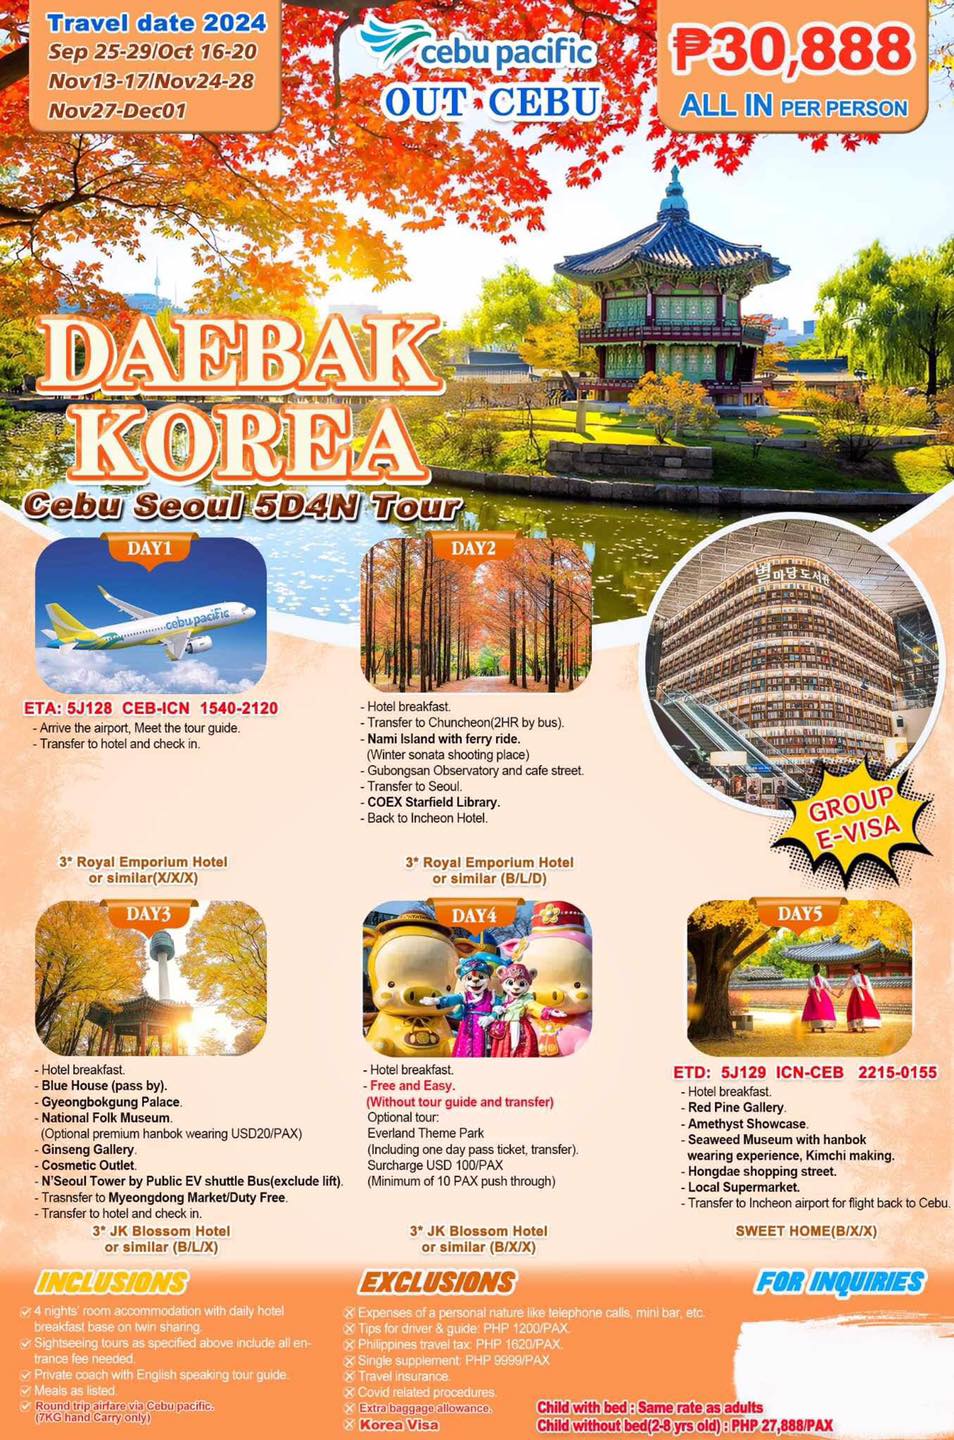 Travel date 2024
Sep 25-29/Oct 16-20
Nov13-17/Nov24-28
Nov27-Dec01
cebu pacific
OUT CEBU
₱30,888
ALL IN PER PERSON
DAEBAK
KOREA
Cebu Seoul 5D4N Tour
DAY1
cebu pacific
ETA: 5J128 CEB-ICN 1540-2120
- Arrive the airport, Meet the tour guide.
- Transfer to hotel and check in.
3* Royal Emporium Hotel
or similar(X/X/X)
DAY2
- Hotel breakfast.
- Transfer to Chuncheon(2HR by bus).
- Nami Island with ferry ride.
(Winter sonata shooting place)
- Gubongsan Observatory and cafe street.
- Transfer to Seoul.
- COEX Starfield Library.
- Back to Incheon Hotel.
3* Royal Emporium Hotel
or similar (B/L/D)
별마당도서관
GROUP
E-VISA
DAY3
- Hotel breakfast.
- Blue House (pass by).
- Gyeongbokgung Palace.
- National Folk Museum.
(Optional premium hanbok wearing USD20/PAX)
- Ginseng Gallery.
- Cosmetic Outlet.
- N'Seoul Tower by Public EV shuttle Bus(exclude lift).
- Trasnsfer to Myeongdong Market/Duty Free.
- Transfer to hotel and check in.
3* JK Blossom Hotel
or similar (B/L/X)
DAY4
- Hotel breakfast.
- Free and Easy.
(Without tour guide and transfer)
Optional tour:
Everland Theme Park
(Including one day pass ticket, transfer).
Surcharge USD 100/PAX
(Minimum of 10 PAX push through)
3* JK Blossom Hotel
or similar (B/X/X)
DAY5
ETD: 5J129 ICN-CEB 2215-0155
- Hotel breakfast.
- Red Pine Gallery.
- Amethyst Showcase.
- Seaweed Museum with hanbok
wearing experience, Kimchi making.
- Hongdae shopping street.
- Local Supermarket.
- Transfer to Incheon airport for flight back to Cebu.
SWEET HOME(B/X/X)
INCLUSIONS
4 nights' room accommodation with daily hotel
breakfast base on twin sharing.
Sightseeing tours as specified above include all en-
trance fee needed.
Private coach with English speaking tour guide.
Meals as listed.
Round trip airfare via Cebu pacific.
(7KG hand Carry only)
EXCLUSIONS
Expenses of a personal nature like telephone calls, mini bar, etc.
Tips for driver & guide: PHP 1200/PAX.
Philippines travel tax: PHP 1620/PAX.
Single supplement: PHP 9999/PAX
Travel insurance.
Covid related procedures.
Extra baggage allowance.
Korea Visa
FOR INQUIRIES
Child with bed : Same rate as adults
Child without bed(2-8 yrs old) : PHP 27,888/PAX